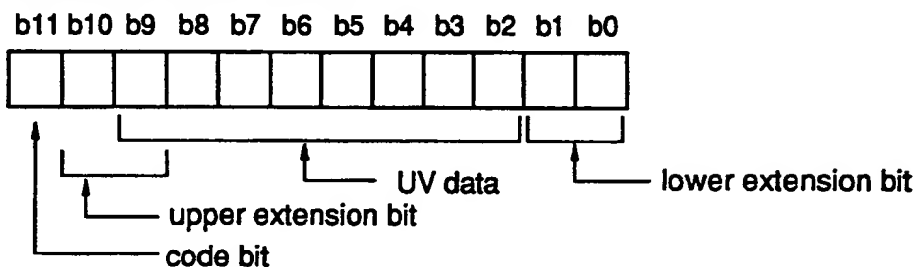 b11 b10 b9 b8 b7 b6 b5 b4 b3 b2 b1 b0
UV data
lower extension bit
upper extension bit
code bit